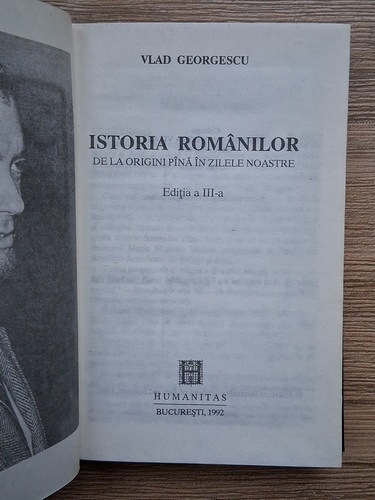 VLAD GEORGESCU
ISTORIA ROMÂNILOR
DE LA ORIGINI PÎNĂ ÎN ZILELE NOASTRE
Ediţia a III-a
HUMANITAS
BUCUREŞTI, 1992